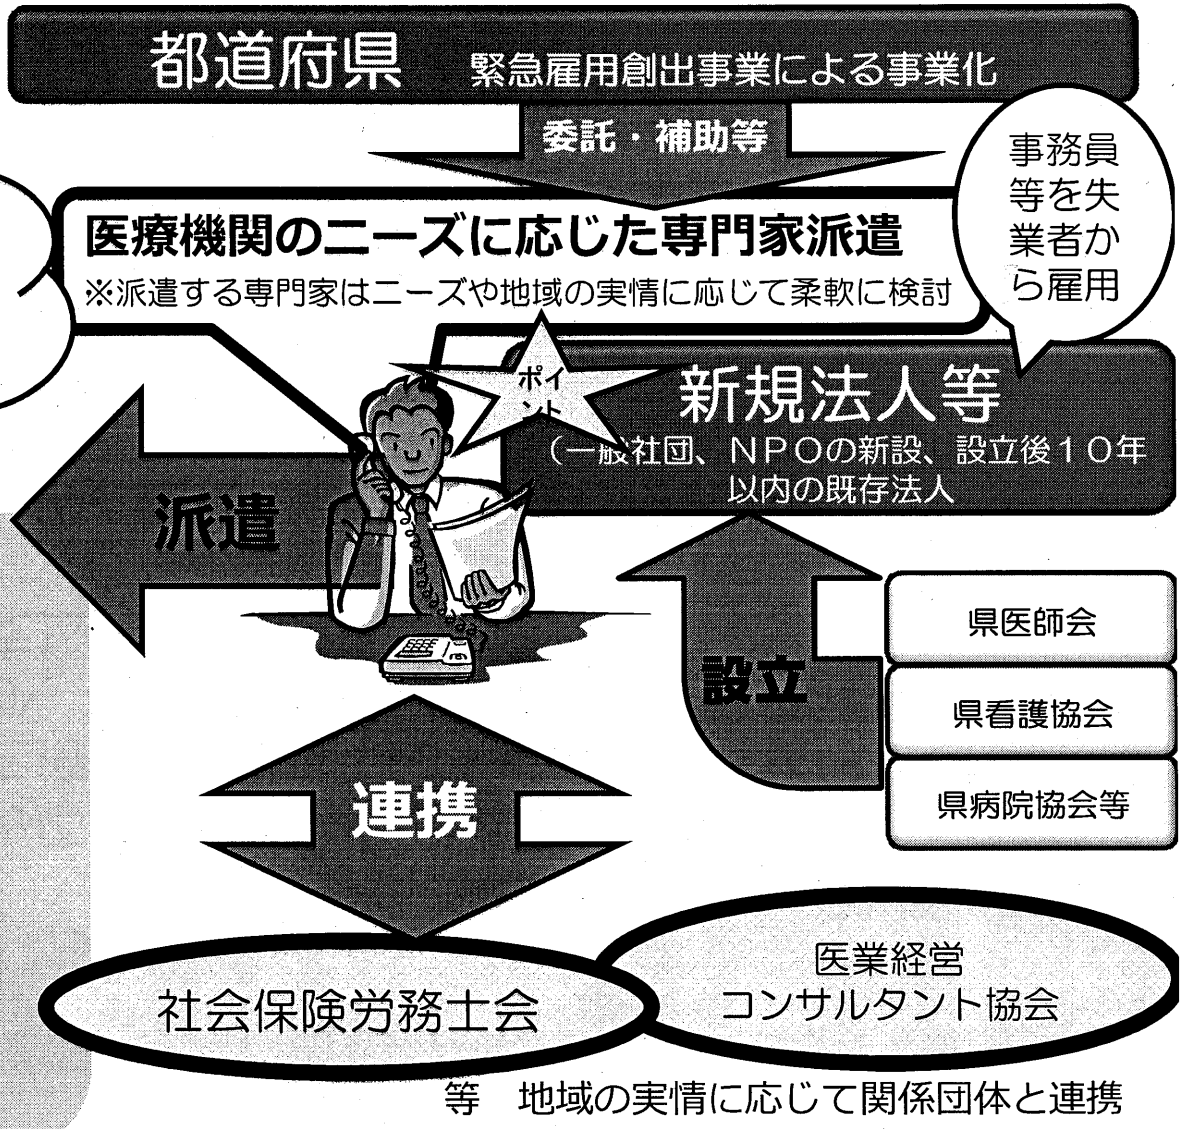 都道府県 緊急雇用創出事業による事業化
委託・補助等
事務員
等を失
業者か
ら雇用
医療機関のニーズに応じた専門家派遣
※派遣する専門家はニーズや地域の実情に応じて柔軟に検討
ポイ
ント
新規法人等
（一般社団、ＮＰＯの新設、設立後１０年
以内の既存法人
派遣
設立
県医師会
県看護協会
県病院協会等
連携
社会保険労務士会
医業経営
コンサルタント協会
等　地域の実情に応じて関係団体と連携